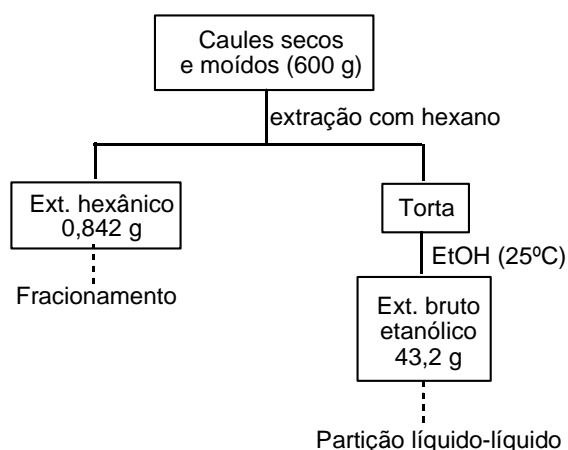 Caules secos
e moídos (600 g)
extração com hexano
Ext. hexânico
0,842 g
Torta
EtOH (25ºC)
Fracionamento
Ext. bruto
etanólico
43,2 g
Partição líquido-líquido